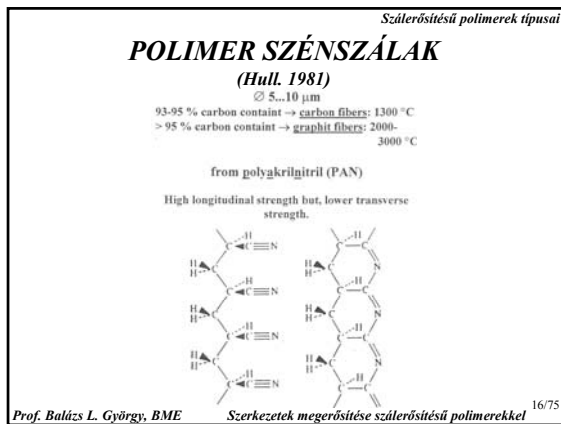 Szálerősítésű polimerek típusai
POLIMER SZÉNSZÁLAK
(Hull. 1981)
∅ 5...10 μm
93-95 % carbon containt → carbon fibers: 1300 °C
> 95 % carbon containt → graphit fibers: 2000-
3000 °C
from polyakrilnitril (PAN)
High longitudinal strength but, lower transverse
strength.
H
C C≡N
H
H C
H
C C≡N
H
H C
H
C C≡N
H
H C
H
C C≡N
H
H C
H
C C≡N
H
C C
H
H C N
H
C C
H
H C N
H
C C
H
H C N
H
C C
16/75
Prof. Balázs L. György, BME Szerkezetek megerősítése szálerősítésű polimerekkel